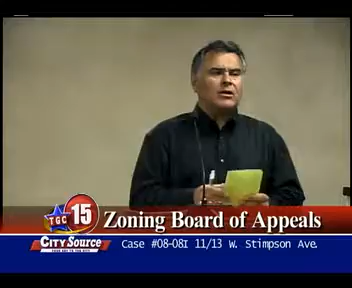 TGC
15
Zoning Board of Appeals
CITY SOURCE
Case #08-08I 11/13 W. Stimpson Ave.